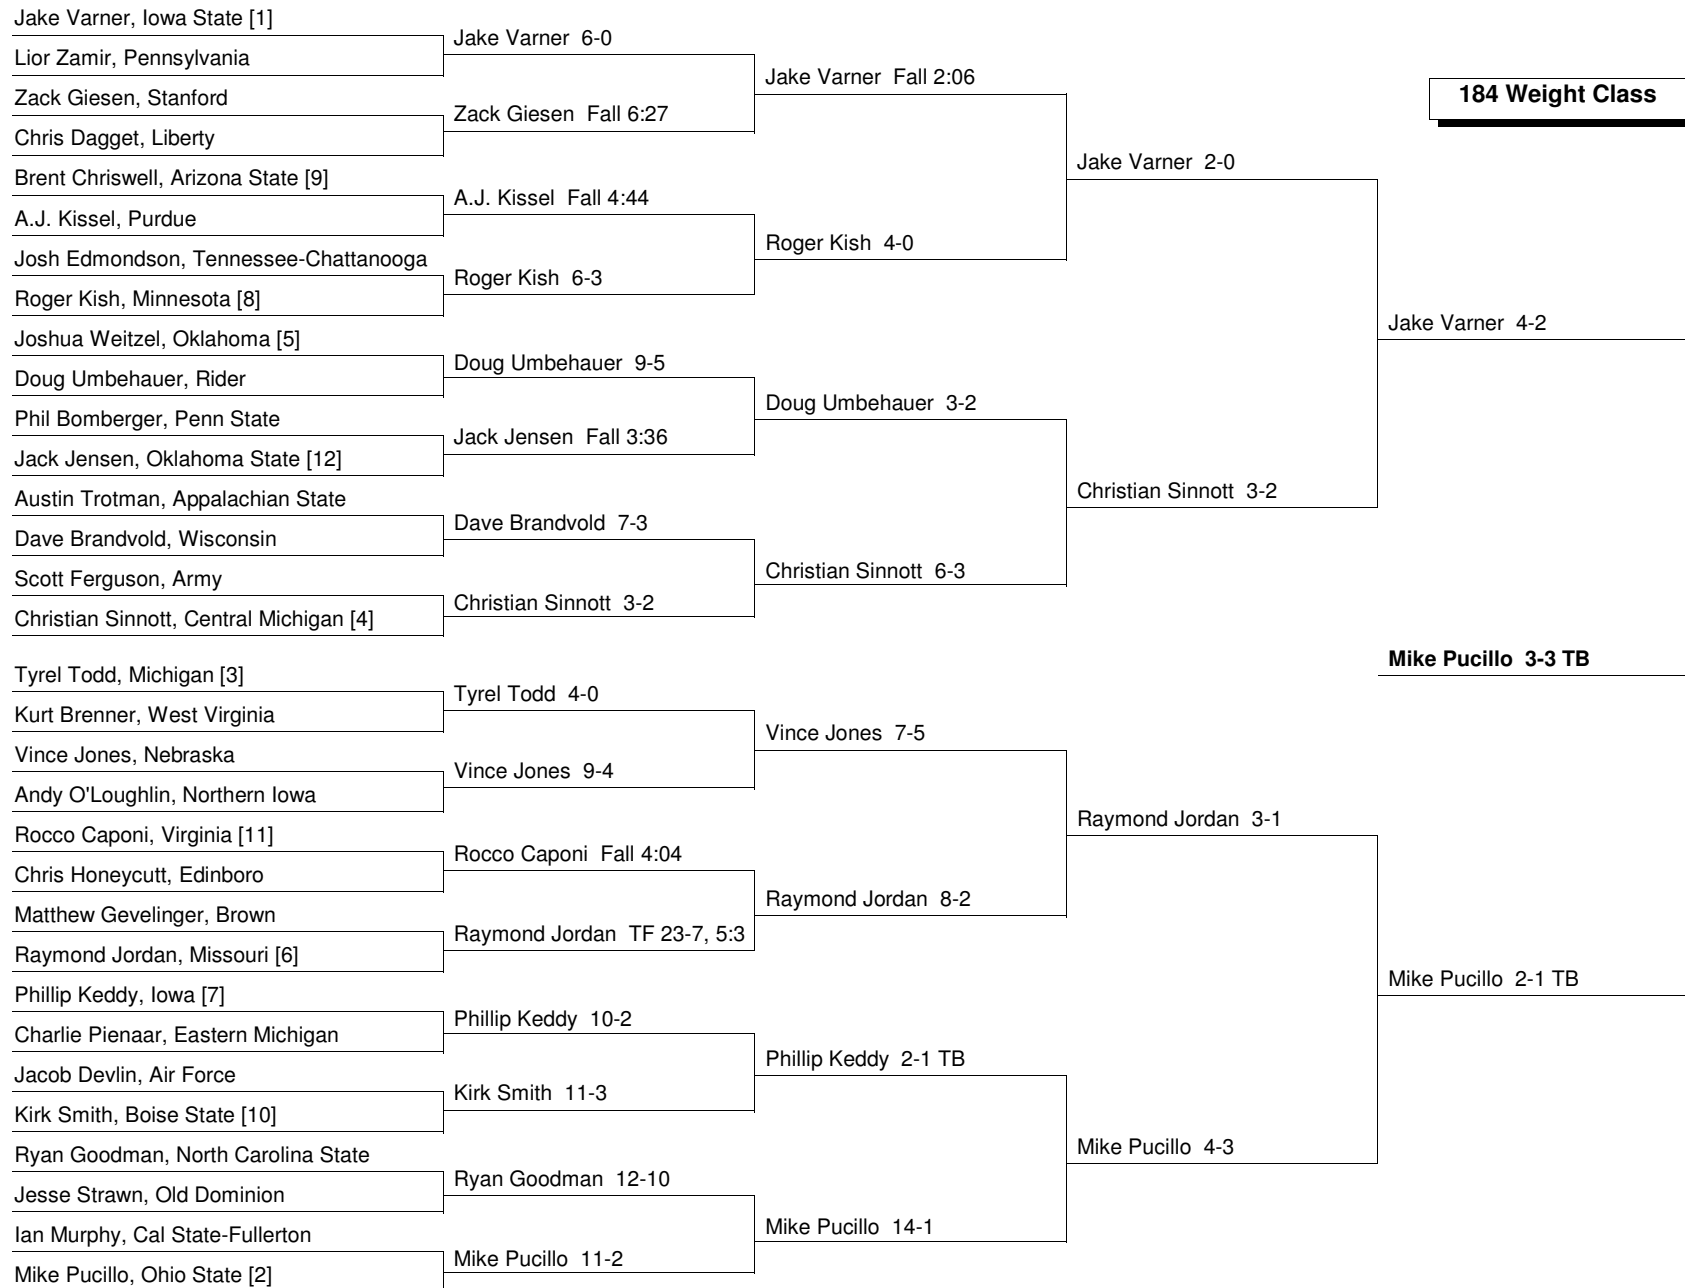 Jake Varner, Iowa State [1]
Lior Zamir, Pennsylvania
Zack Giesen, Stanford
Chris Dagget, Liberty
Brent Chriswell, Arizona State [9]
A.J. Kissel, Purdue
Josh Edmondson, Tennessee-Chattanooga
Roger Kish, Minnesota [8]
Joshua Weitzel, Oklahoma [5]
Doug Umbehauer, Rider
Phil Bomberger, Penn State
Jack Jensen, Oklahoma State [12]
Austin Trotman, Appalachian State
Dave Brandvold, Wisconsin
Scott Ferguson, Army
Christian Sinnott, Central Michigan [4]
Tyrel Todd, Michigan [3]
Kurt Brenner, West Virginia
Vince Jones, Nebraska
Andy O'Loughlin, Northern Iowa
Rocco Caponi, Virginia [11]
Chris Honeycutt, Edinboro
Matthew Gevelinger, Brown
Raymond Jordan, Missouri [6]
Phillip Keddy, Iowa [7]
Charlie Pienaar, Eastern Michigan
Jacob Devlin, Air Force
Kirk Smith, Boise State [10]
Ryan Goodman, North Carolina State
Jesse Strawn, Old Dominion
Ian Murphy, Cal State-Fullerton
Mike Pucillo, Ohio State [2]
Jake Varner 6-0
Zack Giesen Fall 6:27
A.J. Kissel Fall 4:44
Roger Kish 6-3
Doug Umbehauer 9-5
Jack Jensen Fall 3:36
Dave Brandvold 7-3
Christian Sinnott 3-2
Tyrel Todd 4-0
Vince Jones 9-4
Rocco Caponi Fall 4:04
Raymond Jordan TF 23-7, 5:3
Phillip Keddy 10-2
Kirk Smith 11-3
Ryan Goodman 12-10
Mike Pucillo 11-2
Jake Varner Fall 2:06
Roger Kish 4-0
Doug Umbehauer 3-2
Christian Sinnott 6-3
Vince Jones 7-5
Raymond Jordan 8-2
Phillip Keddy 2-1 TB
Mike Pucillo 14-1
Jake Varner 2-0
Christian Sinnott 3-2
Raymond Jordan 3-1
Mike Pucillo 4-3
184 Weight Class
Jake Varner 4-2
Mike Pucillo 3-3 TB
Mike Pucillo 2-1 TB